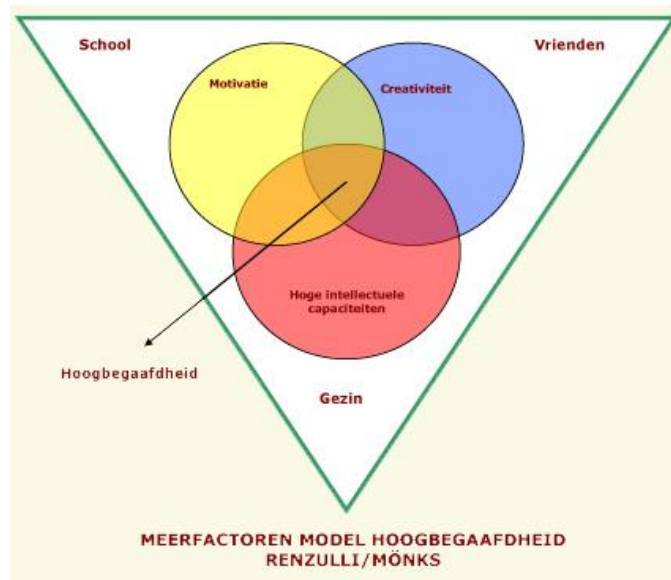 School
Vrienden
Motivatie
Creativiteit
Hoge intellectuele
capaciteiten
Hoogbegaafdheid
Gezin
MEERFACTOREN MODEL HOOGBEGAAFDHEID
RENZULLI/MÖNKS